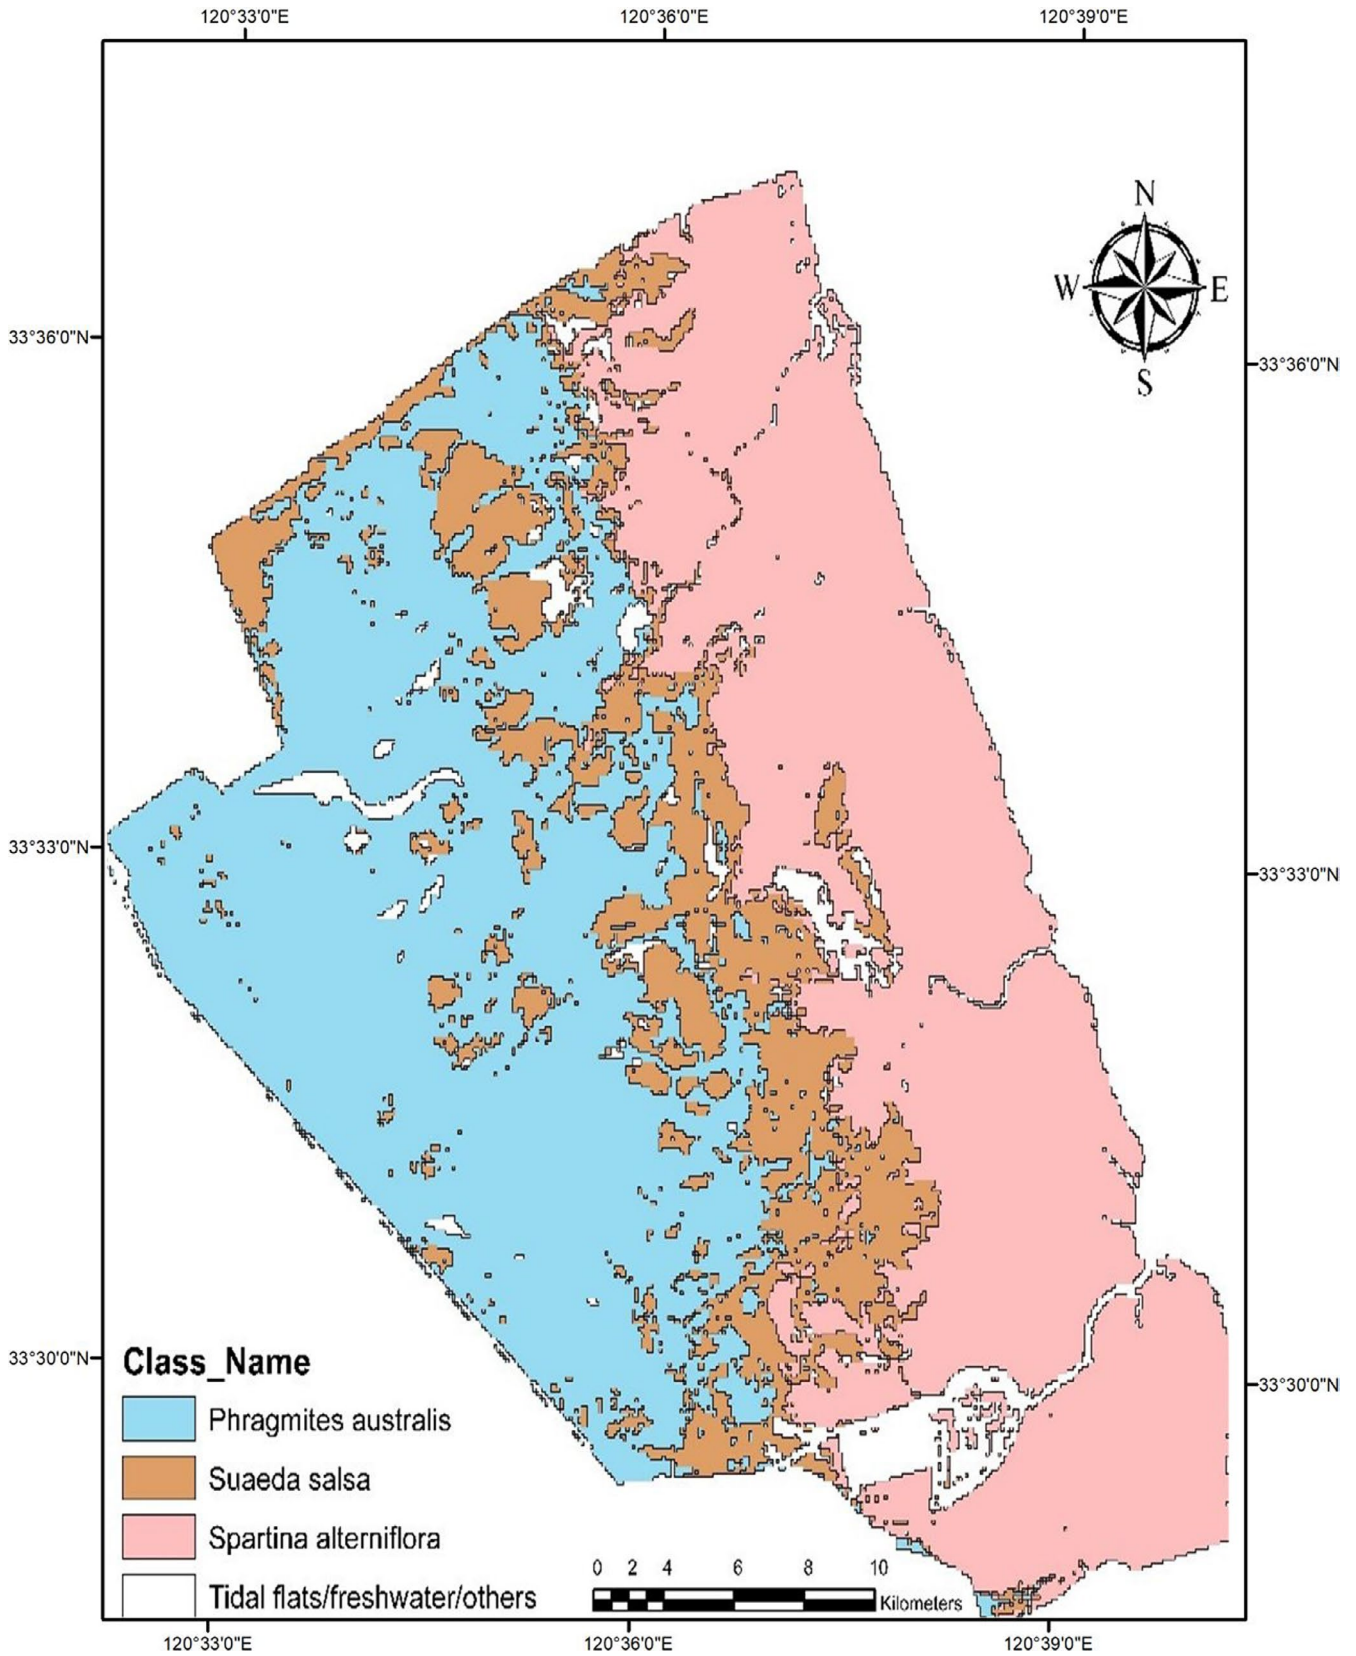 120°33'0"E 120°36'0"E 120°39'0"E
N
W E
S
33°36'0"N
33°36'0"N
33°33'0"N
33°33'0"N
33°30'0"N
33°30'0"N
Class_Name
Phragmites australis
Suaeda salsa
Spartina alterniflora
Tidal flats/freshwater/others
0 2 4 6 8 10
Kilometers
120°33'0"E 120°36'0"E 120°39'0"E